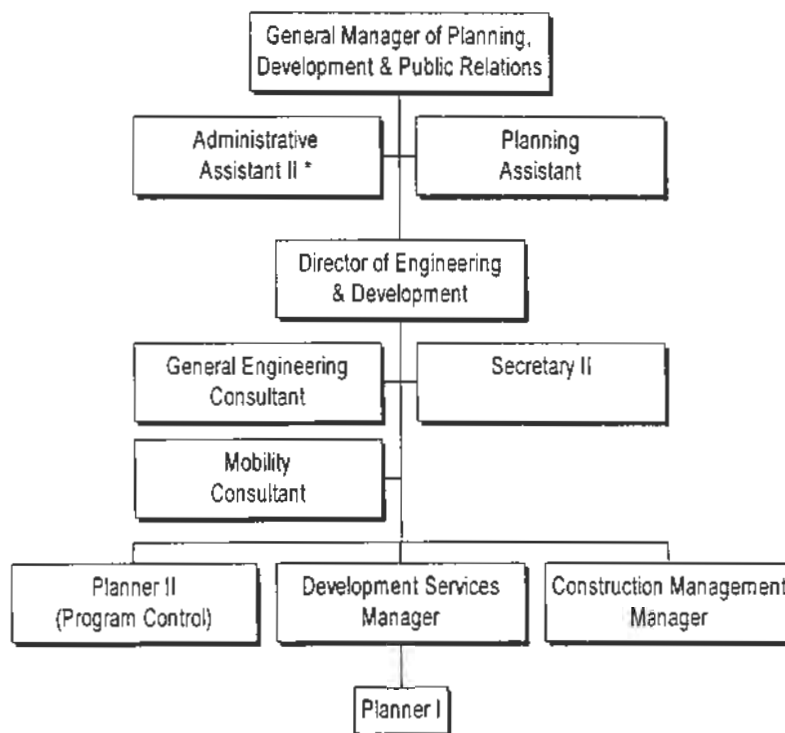 General Manager of Planning,
Development & Public Relations
Administrative
Assistant II *
Planning
Assistant
Director of Engineering
& Development
General Engineering
Consultant
Secretary II
Mobility
Consultant
Planner II
(Program Control)
Development Services
Manager
Construction Management
Manager
Planner I